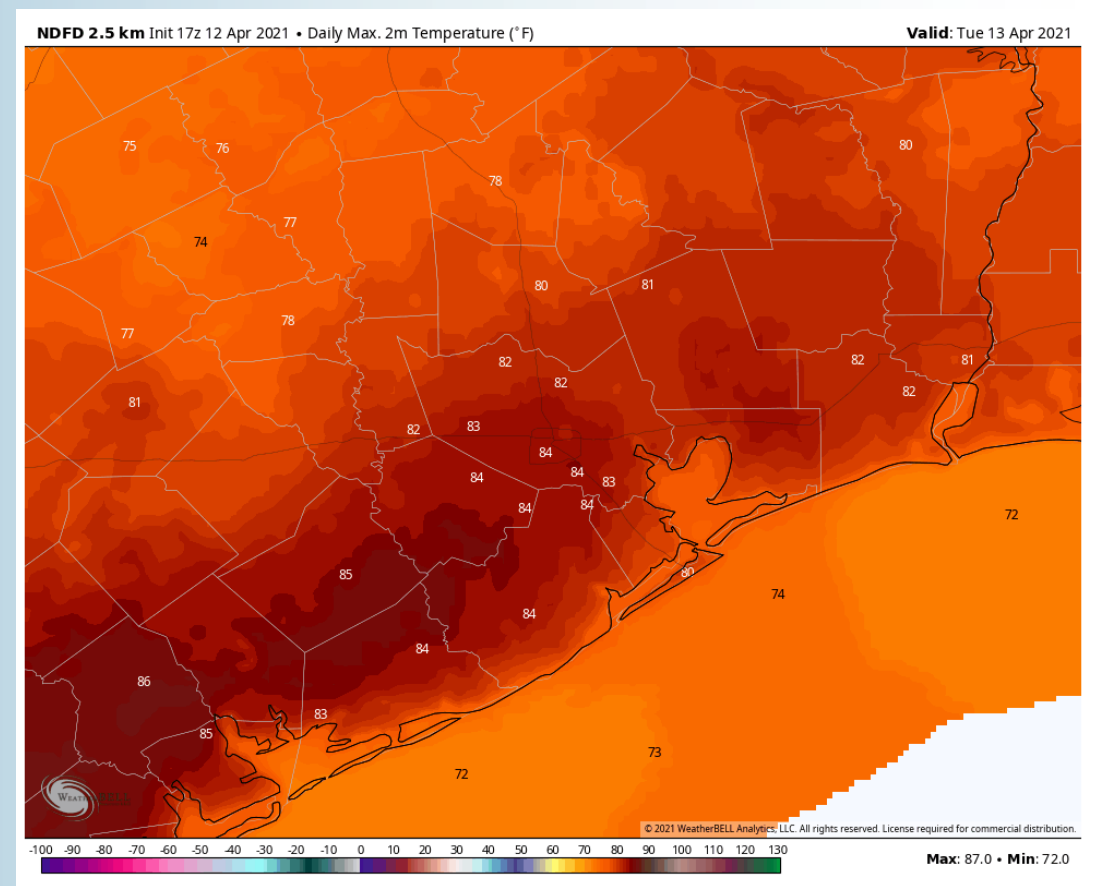 NDFD 2.5 km Init 17z 12 Apr 2021 • Daily Max. 2m Temperature (°F)
Valid: Tue 13 Apr 2021
75 76 80
78
77
74
80 81
78
77
82 82 81
82 82
81
82 83
84
84 84 83
84 84
72
85 80
74
84
84
86
83
85
73
72
© 2021 WeatherBELL Analytics, LLC. All rights reserved. License required for commercial distribution.
-100 -90 -80 -70 -60 -50 -40 -30 -20 -10 0 10 20 30 40 50 60 70 80 90 100 110 120 130
Max: 87.0 • Min: 72.0